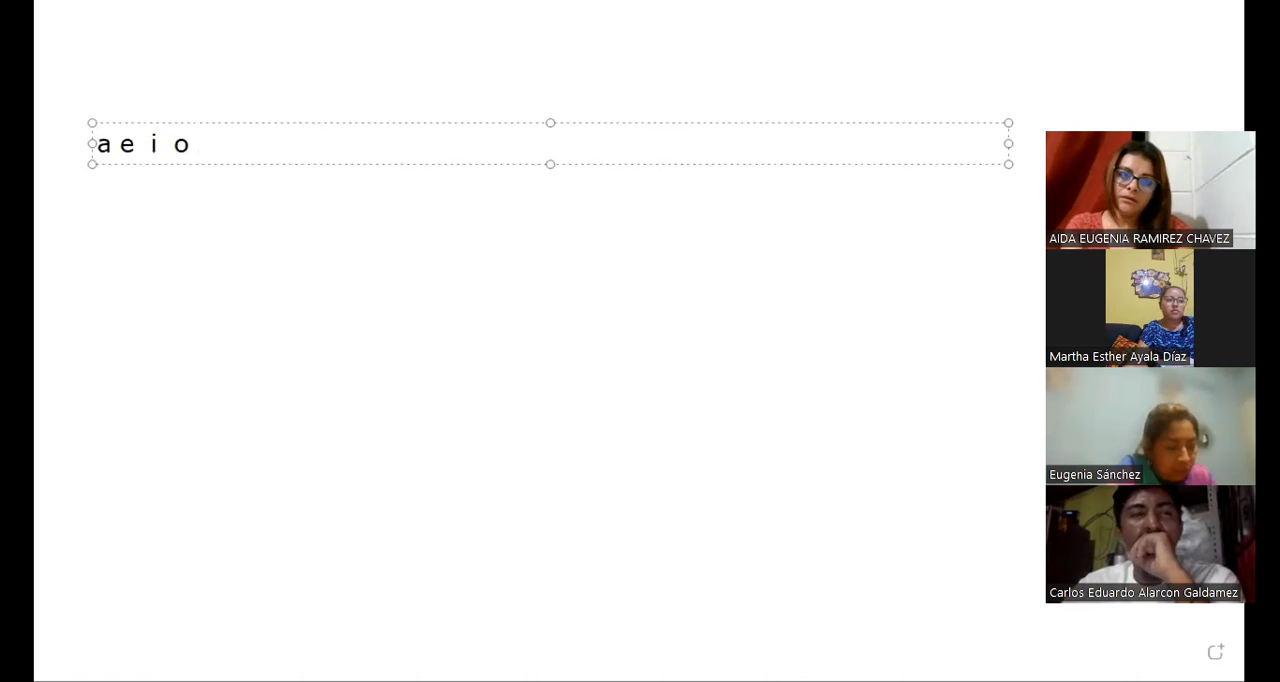 a e i o
AIDA EUGENIA RAMIREZ CHAVEZ
Martha Esther Ayala Díaz
Eugenia Sánchez
Carlos Eduardo Alarcon Galdamez